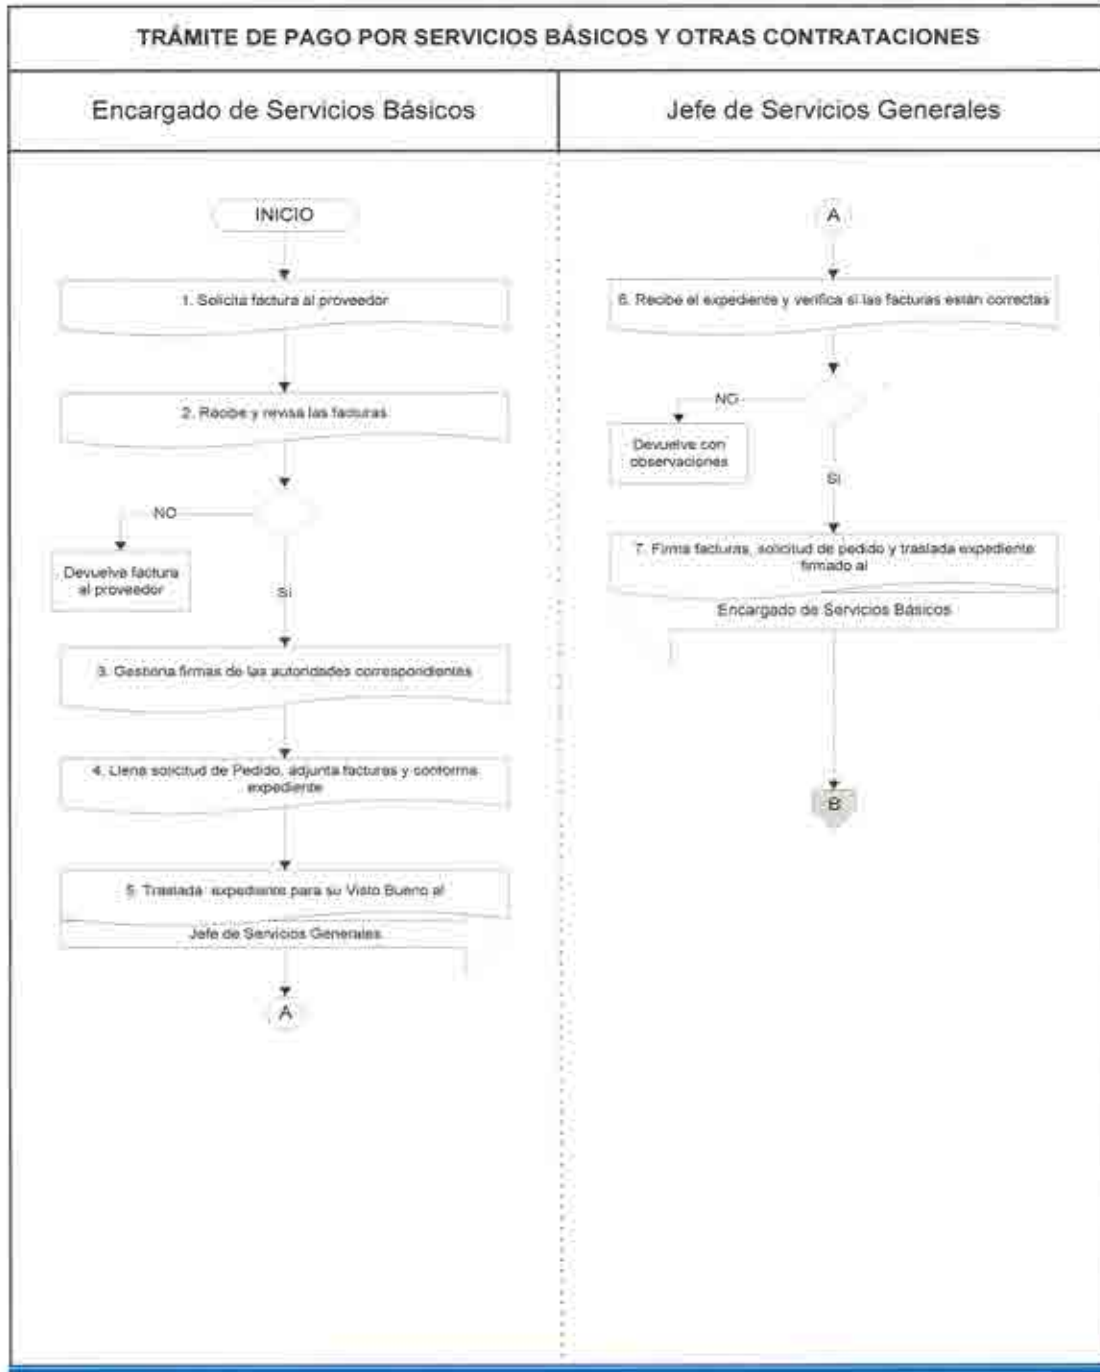 TRÁMITE DE PAGO POR SERVICIOS BÁSICOS Y OTRAS CONTRATACIONES
Encargado de Servicios Básicos
Jefe de Servicios Generales
INICIO
1. Solicita factura al proveedor
2. Recibe y revisa las facturas
NO
Devuelve factura
al proveedor
Si
3. Gestiona firmas de las autoridades correspondientes
4. Llena solicitud de Pedido, adjunta facturas y conforma
expediente
5. Traslada expediente para su Visto Bueno al
Jefe de Servicios Generales
A
A
6. Recibe el expediente y verifica si las facturas están correctas
NO
Devuelve con
observaciones
Si
7. Firma facturas, solicitud de pedido y traslada expediente
firmado al
Encargado de Servicios Básicos
B